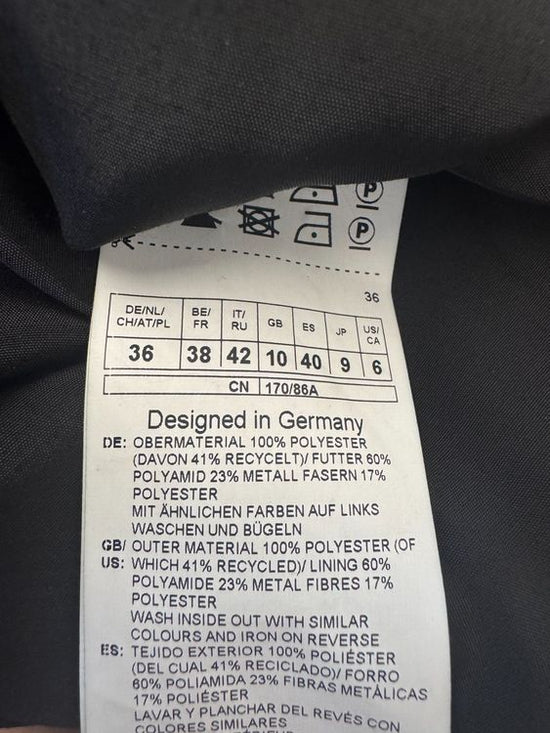 P
P
36
DE/NL/ CH/AT/PL BE/ FR IT/ RU GB ES JP US/ CA
36 38 42 10 40 9 6
CN 170/86A
Designed in Germany
DE: OBERMATERIAL 100% POLYESTER
(DAVON 41% RECYCELT)/ FUTTER 60%
POLYAMID 23% METALL FASERN 17%
POLYESTER
MIT ÄHNLICHEN FARBEN AUF LINKS
WASCHEN UND BÜGELN
GB/ OUTER MATERIAL 100% POLYESTER (OF
US: WHICH 41% RECYCLED)/ LINING 60%
POLYAMIDE 23% METAL FIBRES 17%
POLYESTER
WASH INSIDE OUT WITH SIMILAR
COLOURS AND IRON ON REVERSE
ES: TEJIDO EXTERIOR 100% POLIÉSTER
(DEL CUAL 41% RECICLADO)/ FORRO
60% POLIAMIDA 23% FIBRAS METÁLICAS
17% POLIÉSTER
LAVAR Y PLANCHAR DEL REVÉS CON
COLORES SIMILARES